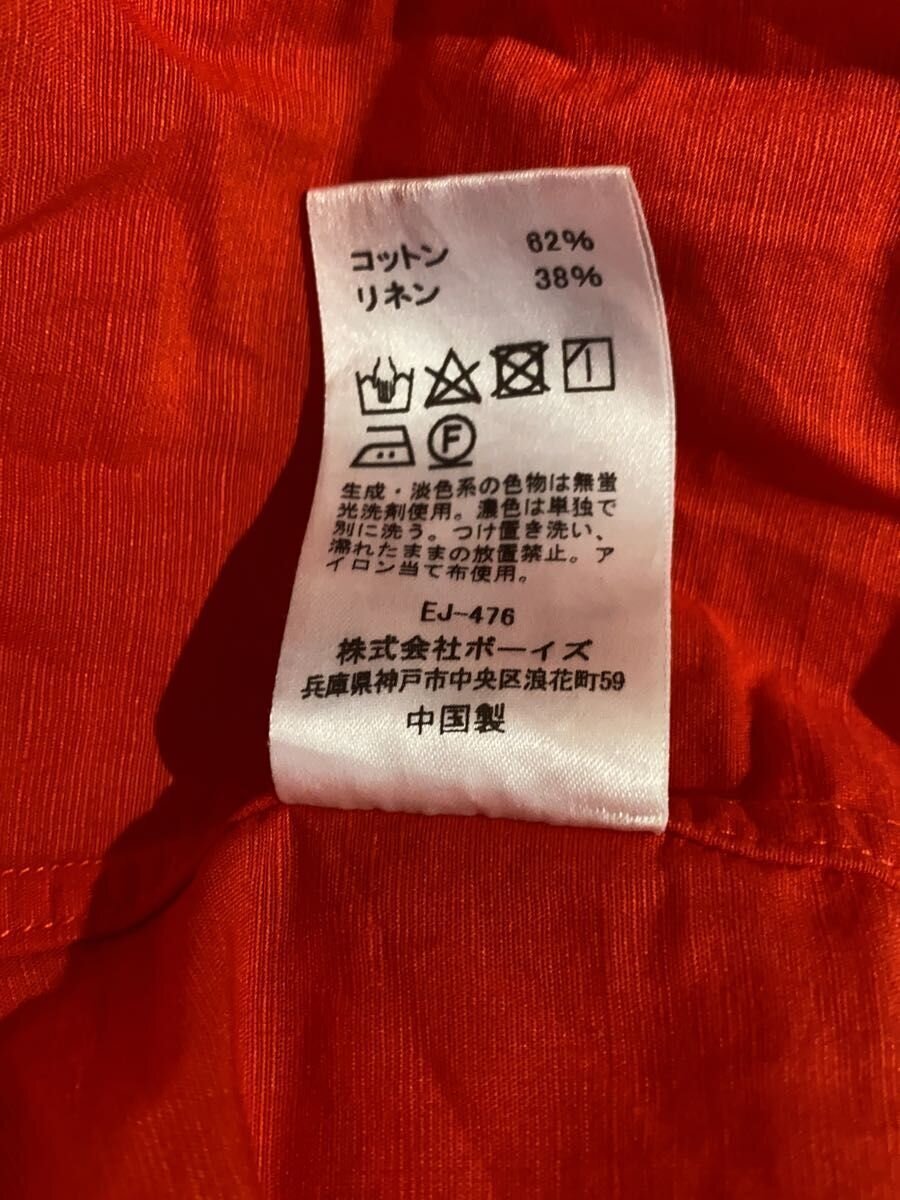 コットン 62%
リネン 38%
F
生成・淡色系の色物は無蛍
光洗剤使用。濃色は単独で
別に洗う。つけ置き洗い、
濡れたままの放置禁止。ア
イロン当て布使用。
EJ-476
株式会社ボーイズ
兵庫県神戸市中央区浪花町59
中国製